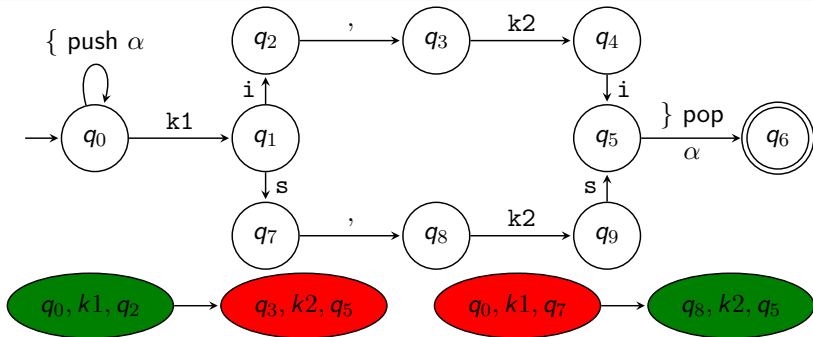 q2 , q3 k2 q4
{ push α
i i
q0 k1 q1 q5 } pop α q6
s s
q7 , q8 k2 q9
q0, k1, q2 q3, k2, q5 q0, k1, q7 q8, k2, q5